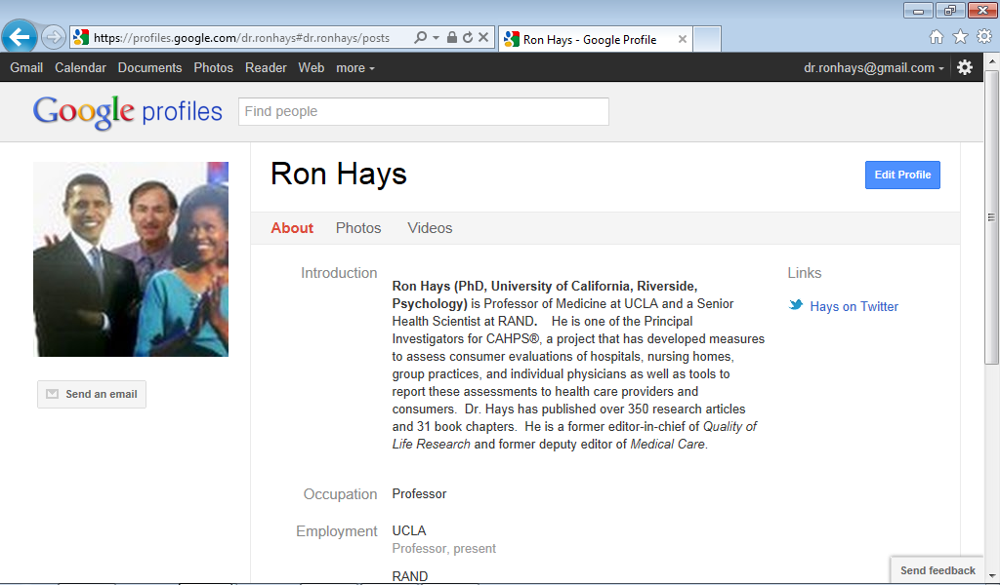 https://profiles.google.com/dr.ronhays#dr.ronhays/posts
Ron Hays - Google Profile
Gmail Calendar Documents Photos Reader Web more
dr.ronhays@gmail.com
Google profiles
Find people
Ron Hays
Edit Profile
About Photos Videos
Introduction
Ron Hays (PhD, University of California, Riverside,
Psychology) is Professor of Medicine at UCLA and a Senior
Health Scientist at RAND. He is one of the Principal
Investigators for CAHPS®, a project that has developed measures
to assess consumer evaluations of hospitals, nursing homes,
group practices, and individual physicians as well as tools to
report these assessments to health care providers and
consumers. Dr. Hays has published over 350 research articles
and 31 book chapters. He is a former editor-in-chief of Quality of
Life Research and former deputy editor of Medical Care.
Links
Hays on Twitter
Send an email
Occupation Professor
Employment UCLA
Professor, present
RAND
Send feedback